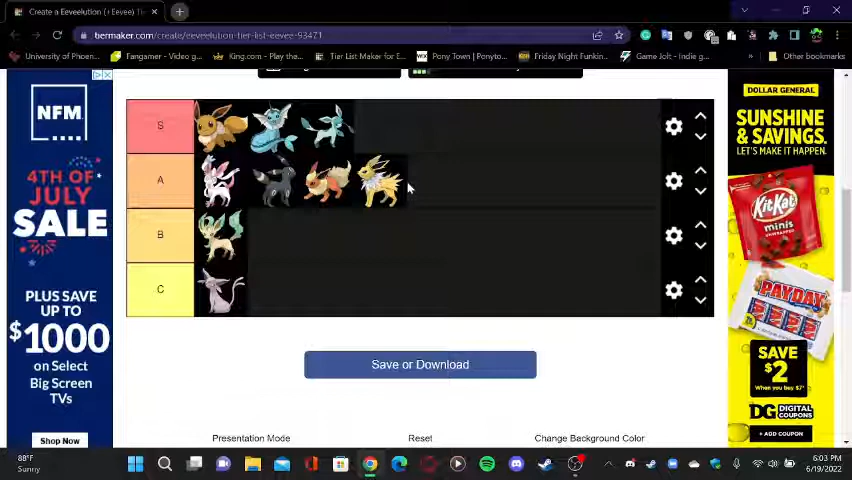 Create a Eeveelution (+Eevee) Tie
tiermaker.com/create/eeveelution-tier-list-eevee-93471
University of Phoen...
Fangamer - Video g...
King.com - Play the...
Tier List Maker for E...
Pony Town | Ponyto...
Friday Night Funkin...
Game Jolt - Indie g...
Other bookmarks
NFM
4TH OF
JULY
SALE
PLUS SAVE
UP TO
$1000
on Select
Big Screen
TVs
Shop Now
S
A
B
C
Save or Download
Presentation Mode
Reset
Change Background Color
DOLLAR GENERAL
SUNSHINE
& SAVINGS.
LET'S MAKE IT HAPPEN.
KitKat
minis
UNWRAPPED
PAYDAY
SAVE
$2
When you buy $7*
DG DIGITAL
COUPONS
+ ADD COUPON
88°F
Sunny
6:03 PM
6/19/2022